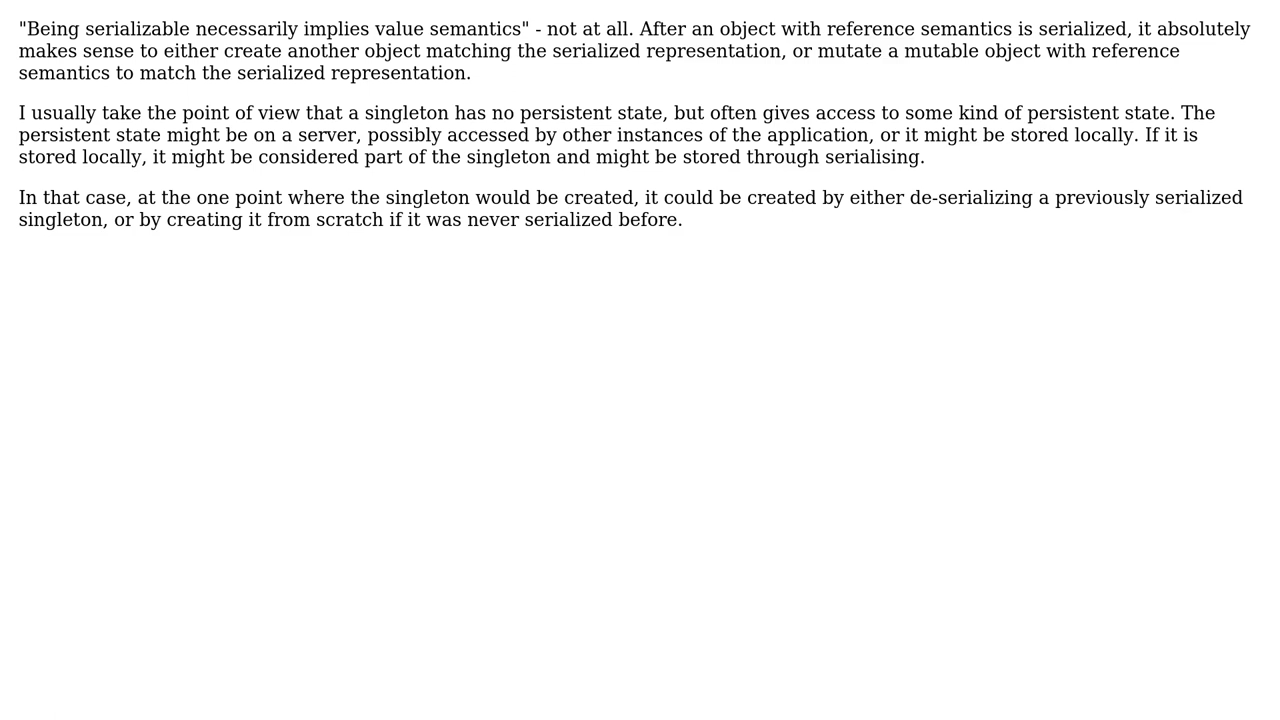 "Being serializable necessarily implies value semantics" - not at all. After an object with reference semantics is serialized, it absolutely
makes sense to either create another object matching the serialized representation, or mutate a mutable object with reference
semantics to match the serialized representation.
I usually take the point of view that a singleton has no persistent state, but often gives access to some kind of persistent state. The
persistent state might be on a server, possibly accessed by other instances of the application, or it might be stored locally. If it is
stored locally, it might be considered part of the singleton and might be stored through serialising.
In that case, at the one point where the singleton would be created, it could be created by either de-serializing a previously serialized
singleton, or by creating it from scratch if it was never serialized before.